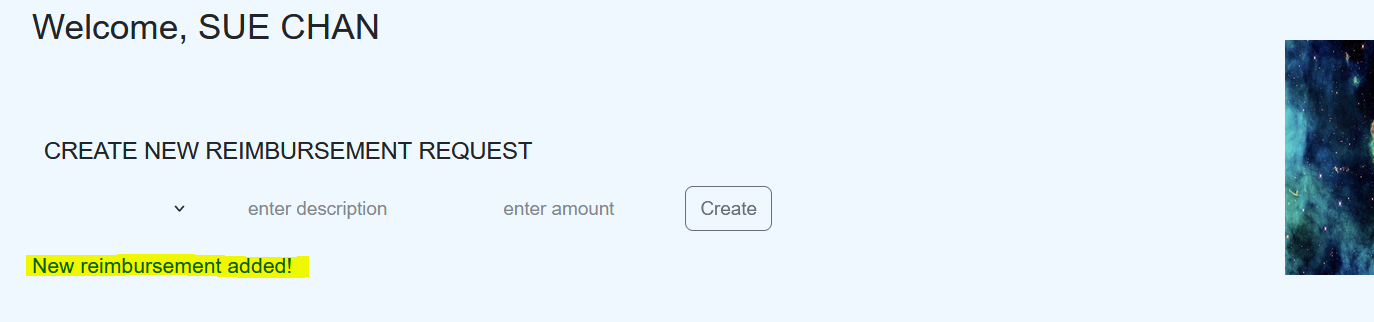 Welcome, SUE CHAN
CREATE NEW REIMBURSEMENT REQUEST
enter description enter amount Create
New reimbursement added!